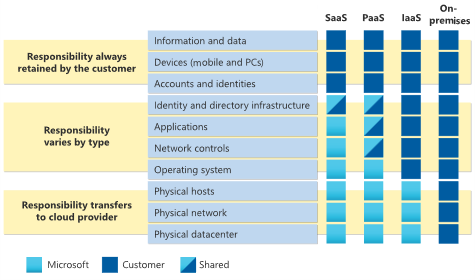 SaaS PaaS IaaS On-
premises
Responsibility always
retained by the customer
Information and data
Devices (mobile and PCs)
Accounts and identities
Responsibility
varies by type
Identity and directory infrastructure
Applications
Network controls
Operating system
Responsibility transfers
to cloud provider
Physical hosts
Physical network
Physical datacenter
Microsoft Customer Shared